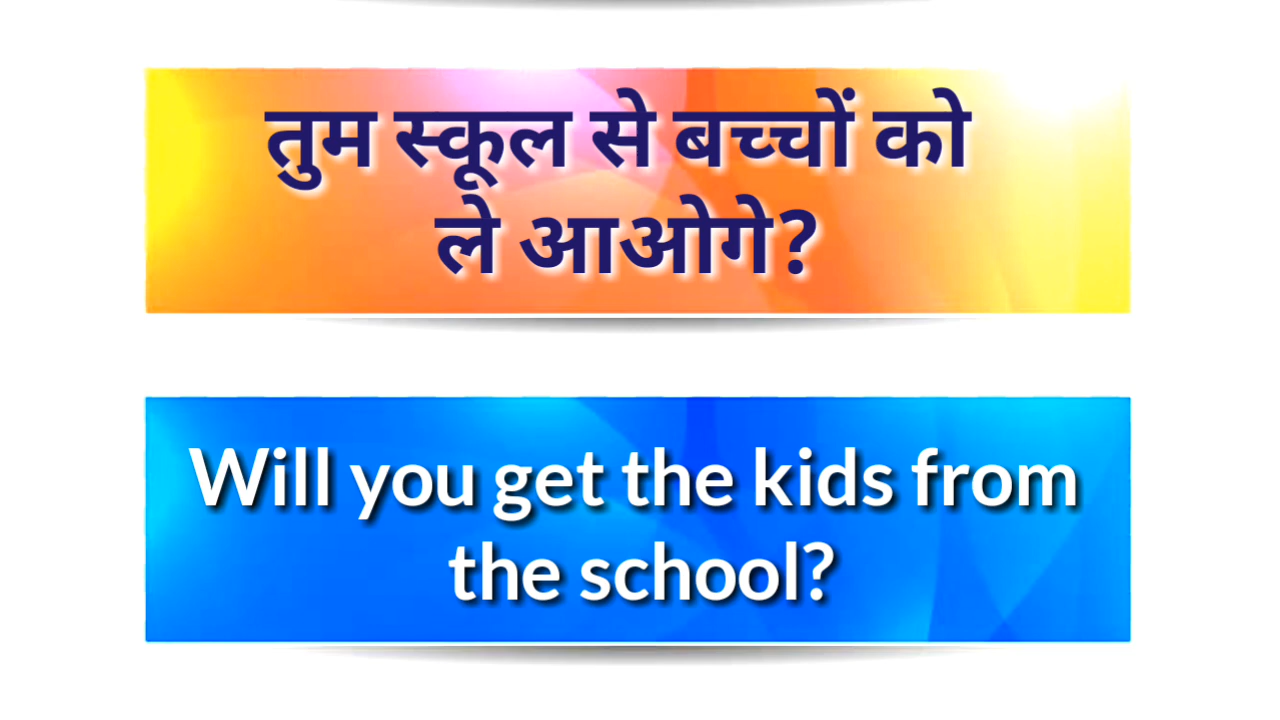 तुम स्कूल से बच्चों को
ले आओगे?
Will you get the kids from
the school?